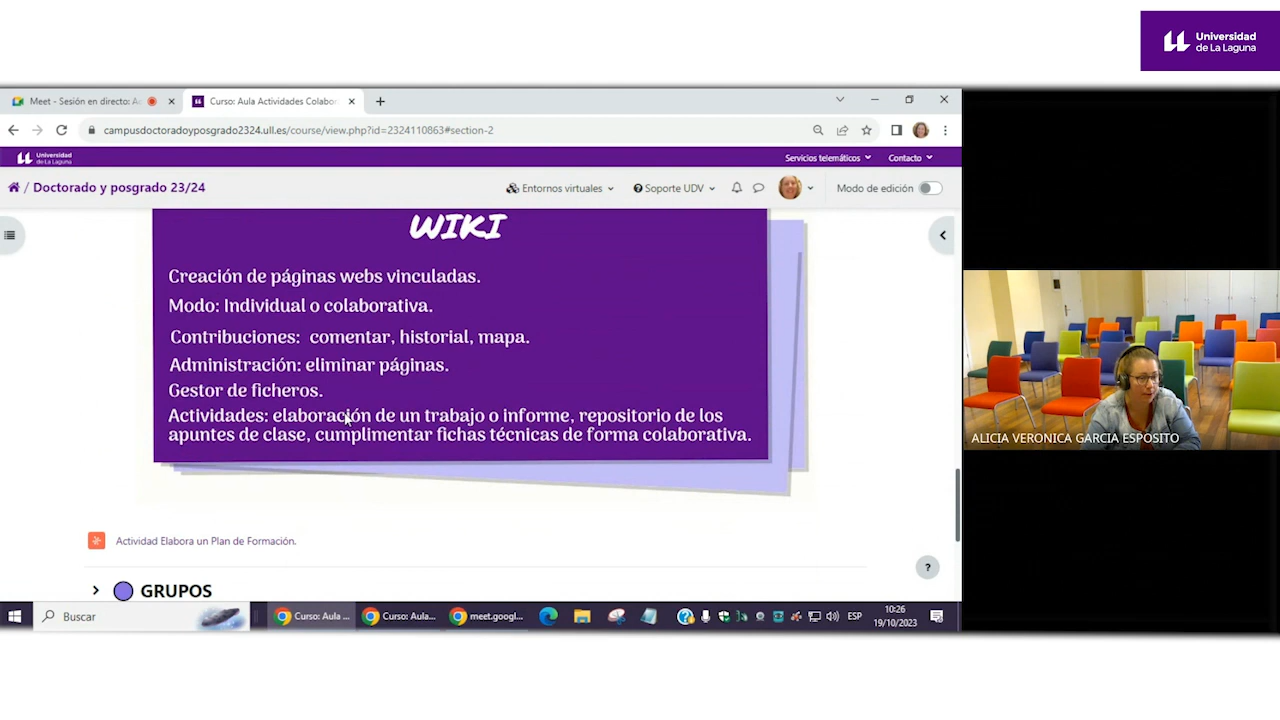 Universidad
de La Laguna
Meet - Sesión en directo: Ac
Curso: Aula Actividades Colabor
campusdoctoradoyposgrado2324.ull.es/course/view.php?id=2324110863#section-2
Universidad
de La Laguna
Servicios telemáticos
Contacto
/ Doctorado y posgrado 23/24
Entornos virtuales
Soporte UDV
Modo de edición
WIKI
Creación de páginas webs vinculadas.
Modo: Individual o colaborativa.
Contribuciones: comentar, historial, mapa.
Administración: eliminar páginas.
Gestor de ficheros.
Actividades: elaboración de un trabajo o informe, repositorio de los
apuntes de clase, cumplimentar fichas técnicas de forma colaborativa.
ALICIA VERONICA GARCIA ESPOSITO
Actividad Elabora un Plan de Formación.
?
GRUPOS
Buscar
Curso: Aula ...
Curso: Aula...
meet.googl...
ESP
10:26
19/10/2023